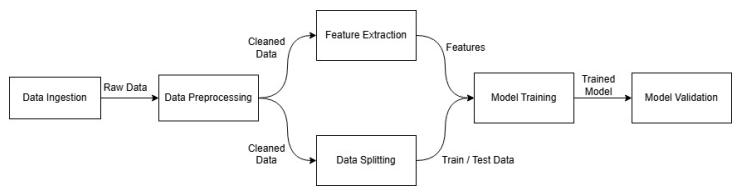 Data Ingestion
Raw Data
Data Preprocessing
Cleaned
Data
Feature Extraction
Features
Cleaned
Data
Data Splitting
Train / Test Data
Model Training
Trained
Model
Model Validation